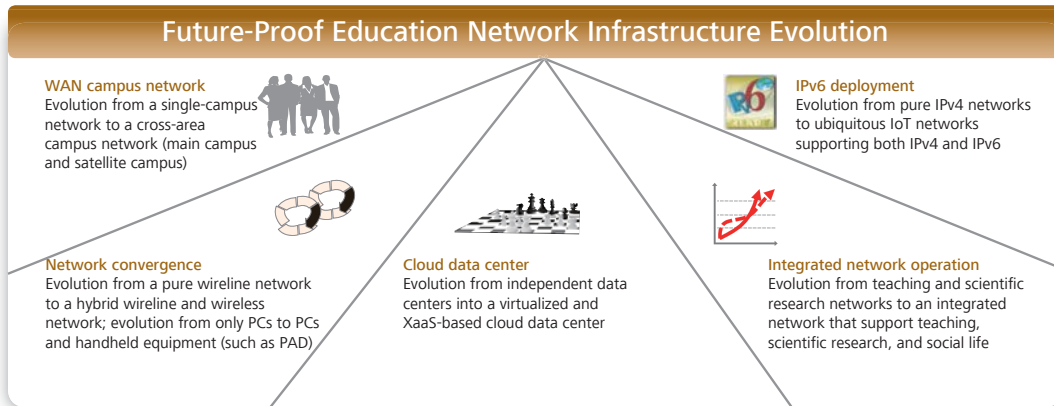 Future-Proof Education Network Infrastructure Evolution
WAN campus network
Evolution from a single-campus
network to a cross-area
campus network (main campus
and satellite campus)
IPv6 deployment
Evolution from pure IPv4 networks
to ubiquitous IoT networks
supporting both IPv4 and IPv6
Network convergence
Evolution from a pure wireline network
to a hybrid wireline and wireless
network; evolution from only PCs to PCs
and handheld equipment (such as PAD)
Cloud data center
Evolution from independent data
centers into a virtualized and
XaaS-based cloud data center
Integrated network operation
Evolution from teaching and scientific
research networks to an integrated
network that support teaching,
scientific research, and social life